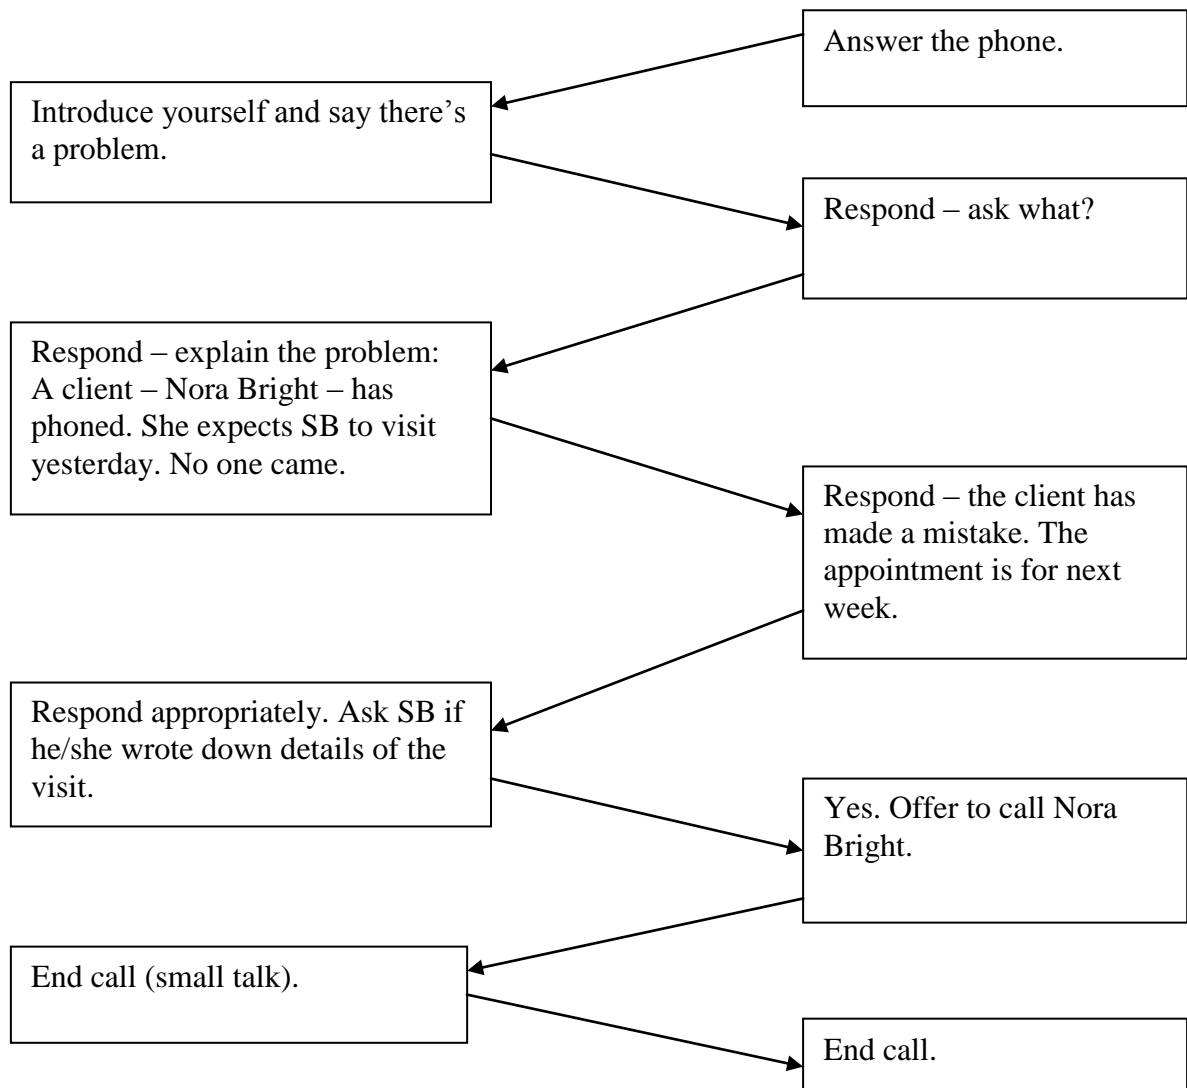 Answer the phone.
Introduce yourself and say there’s
a problem.
Respond – ask what?
Respond – explain the problem:
A client – Nora Bright – has
phoned. She expects SB to visit
yesterday. No one came.
Respond – the client has
made a mistake. The
appointment is for next
week.
Respond appropriately. Ask SB if
he/she wrote down details of the
visit.
Yes. Offer to call Nora
Bright.
End call (small talk).
End call.